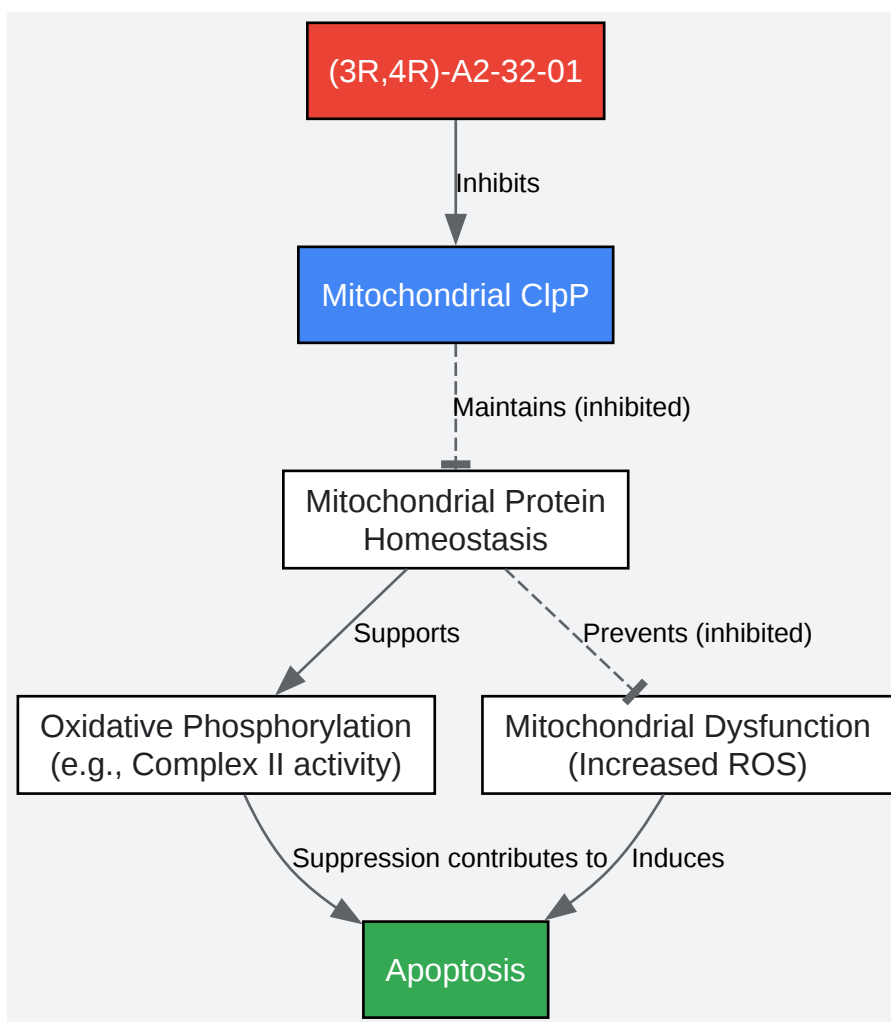 (3R,4R)-A2-32-01
Inhibits
Mitochondrial ClpP
Maintains (inhibited)
Mitochondrial Protein
Homeostasis
Supports
Prevents (inhibited)
Oxidative Phosphorylation
(e.g., Complex II activity)
Mitochondrial Dysfunction
(Increased ROS)
Suppression contributes to
Induces
Apoptosis